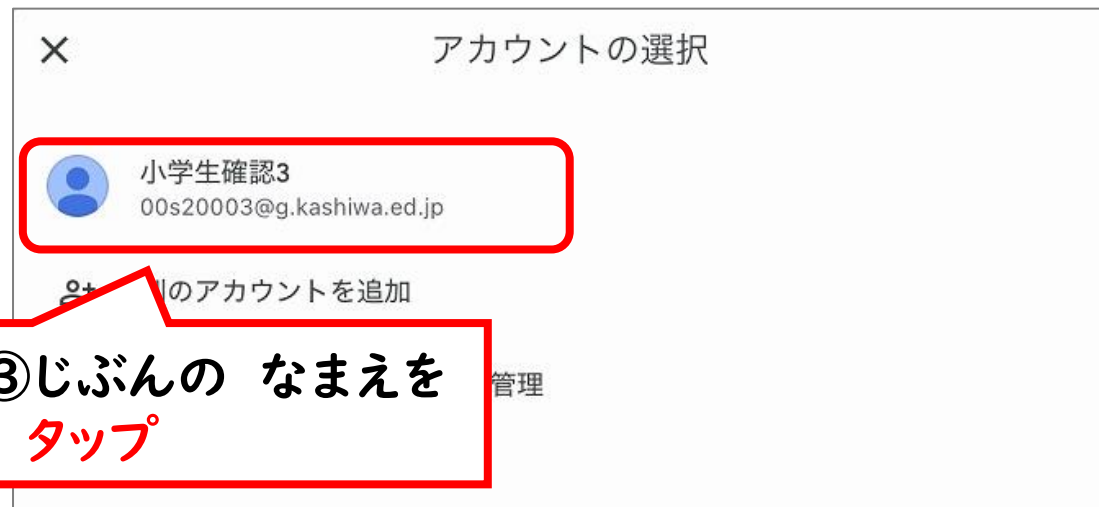 アカウントの選択
小学生確認3
00s20003@g.kashiwa.ed.jp
のアカウントを追加
管理
③じぶんの なまえを
タップ